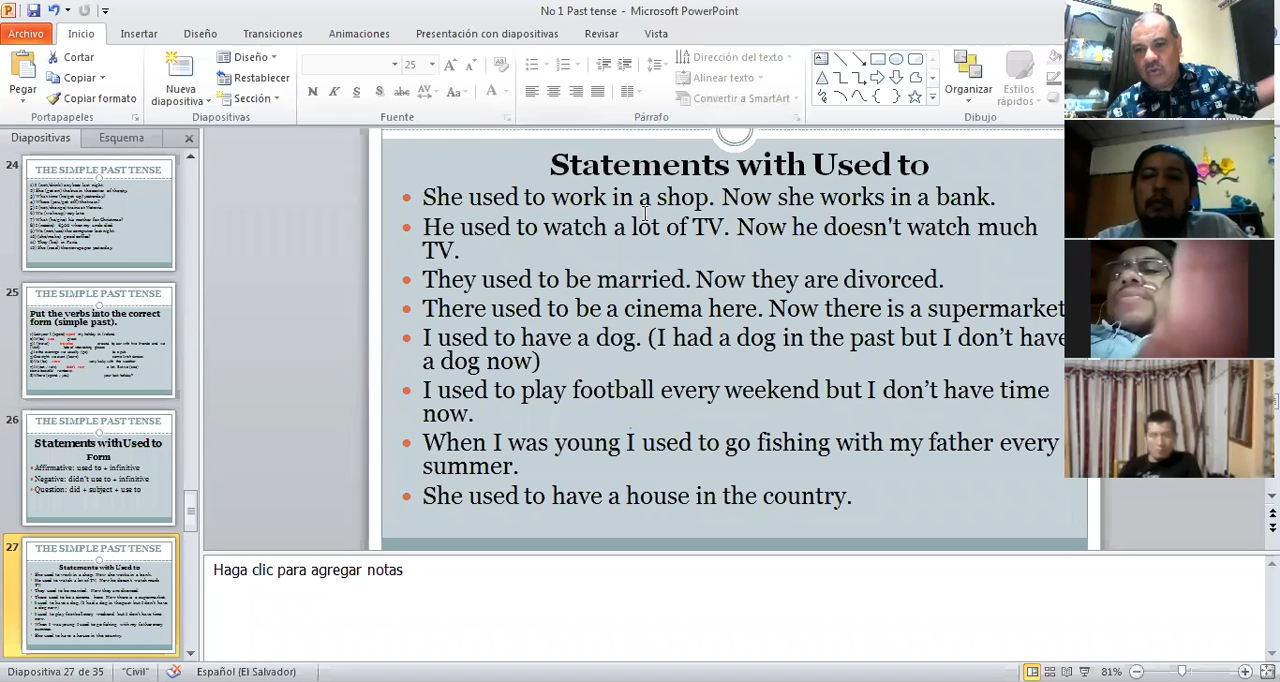 No 1 Past tense - Microsoft PowerPoint
Archivo Inicio Insertar Diseño Transiciones Animaciones Presentación con diapositivas Revisar Vista
Pegar
Cortar
Copiar
Copiar formato
Portapapeles
Nueva diapositiva
Diseño
Restablecer
Sección
Diapositivas
25
N K S S abc AV Aa A
Fuente
Dirección del texto
Alinear texto
Convertir a SmartArt
Párrafo
Organizar
Estilos rápidos
Dibujo
Diapositivas Esquema
24
THE SIMPLE PAST TENSE
25
THE SIMPLE PAST TENSE
Put the verbs into the correct
form (simple past).
26
THE SIMPLE PAST TENSE
Statements with Used to
Form
Affirmative: used to + infinitive
Negative: didn't use to + infinitive
Question: did + subject + use to
27
THE SIMPLE PAST TENSE
Statements with Used to
Statements with Used to
She used to work in a shop. Now she works in a bank.
He used to watch a lot of TV. Now he doesn't watch much
TV.
They used to be married. Now they are divorced.
There used to be a cinema here. Now there is a supermarket
I used to have a dog. (I had a dog in the past but I don't have
a dog now)
I used to play football every weekend but I don't have time
now.
When I was young I used to go fishing with my father every
summer.
She used to have a house in the country.
Haga clic para agregar notas
Diapositiva 27 de 35 "Civil" Español (El Salvador) 81%